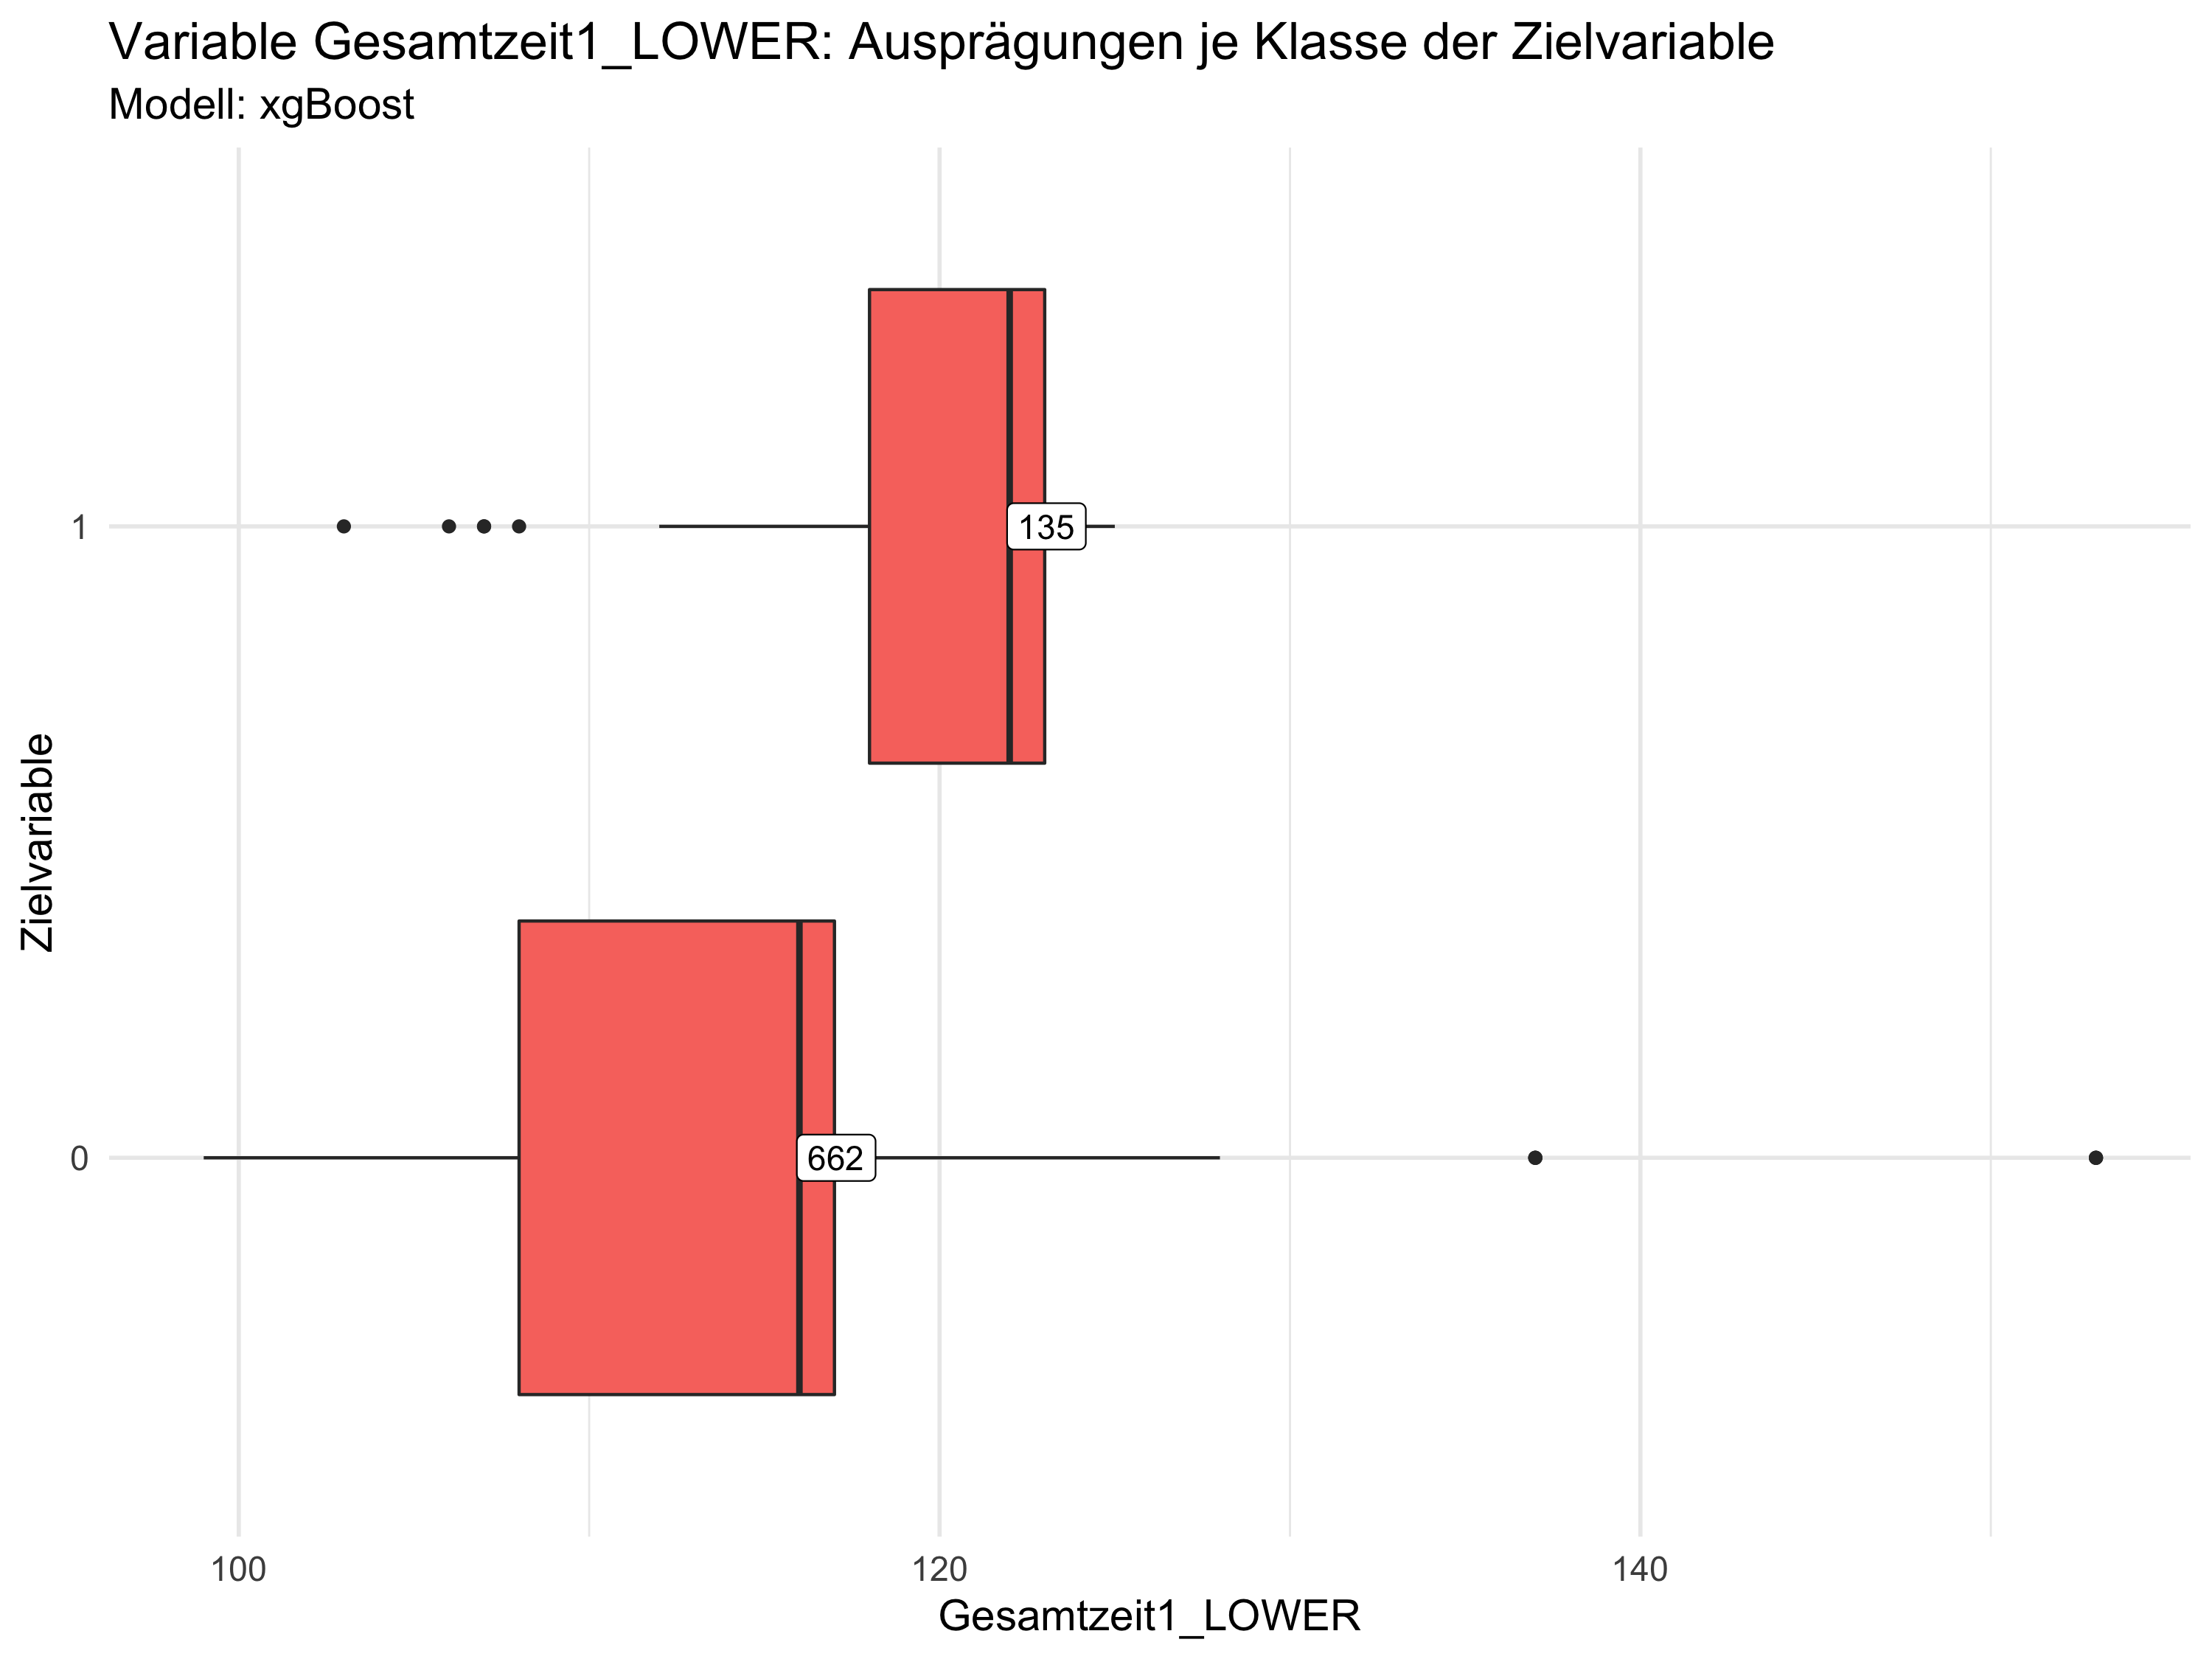 Variable Gesamtzeit1_LOWER: Ausprägungen je Klasse der Zielvariable
Modell: xgBoost
Zielvariable
1
135
0
662
100 120 140
Gesamtzeit1_LOWER